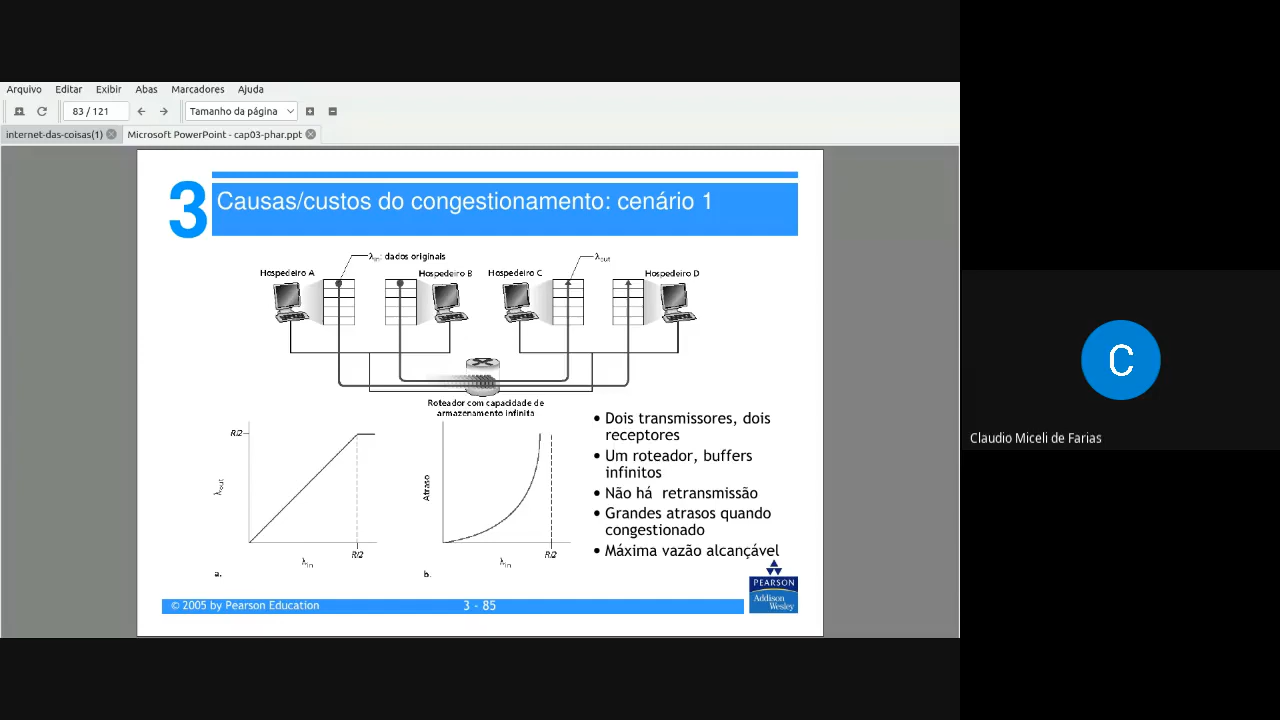 Arquivo Editar Exibir Abas Marcadores Ajuda
83 / 121
Tamanho da página
internet-das-coisas(1)
Microsoft PowerPoint - cap03-phar.ppt
3
Causas/custos do congestionamento: cenário 1
λin: dados originais
λout
Hospedeiro A
Hospedeiro B
Hospedeiro C
Hospedeiro D
Roteador com capacidade de
armazenamento infinita
R/2
λout
R/2
λin
a.
Atraso
R/2
λin
b.
• Dois transmissores, dois
receptores
• Um roteador, buffers
infinitos
• Não há retransmissão
• Grandes atrasos quando
congestionado
• Máxima vazão alcançável
PEARSON
Addison
Wesley
© 2005 by Pearson Education
3 - 85
C
Claudio Miceli de Farias